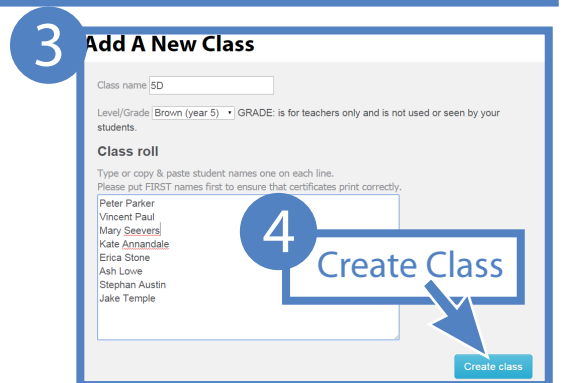 3
Add A New Class
Class name 5D
Level/Grade Brown (year 5) GRADE: is for teachers only and is not used or seen by your
students.
Class roll
Type or copy & paste student names one on each line.
Please put FIRST names first to ensure that certificates print correctly.
Peter Parker
Vincent Paul
Mary Seevers
Kate Annandale
Erica Stone
Ash Lowe
Stephan Austin
Jake Temple
4
Create Class
Create class